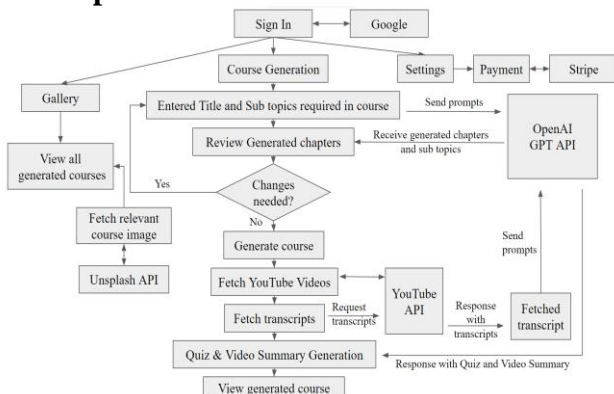 Sign In
Google
Course Generation
Settings
Payment
Stripe
Gallery
Entered Title and Sub topics required in course
Send prompts
OpenAI
GPT API
Review Generated chapters
Receive generated chapters
and sub topics
View all
generated courses
Yes
Changes
needed?
No
Fetch relevant
course image
Generate course
Send
prompts
Unsplash API
Fetch YouTube Videos
YouTube
API
Fetch transcripts
Request
transcripts
Response
with
transcripts
Fetched
transcript
Quiz & Video Summary Generation
Response with Quiz and Video Summary
View generated course